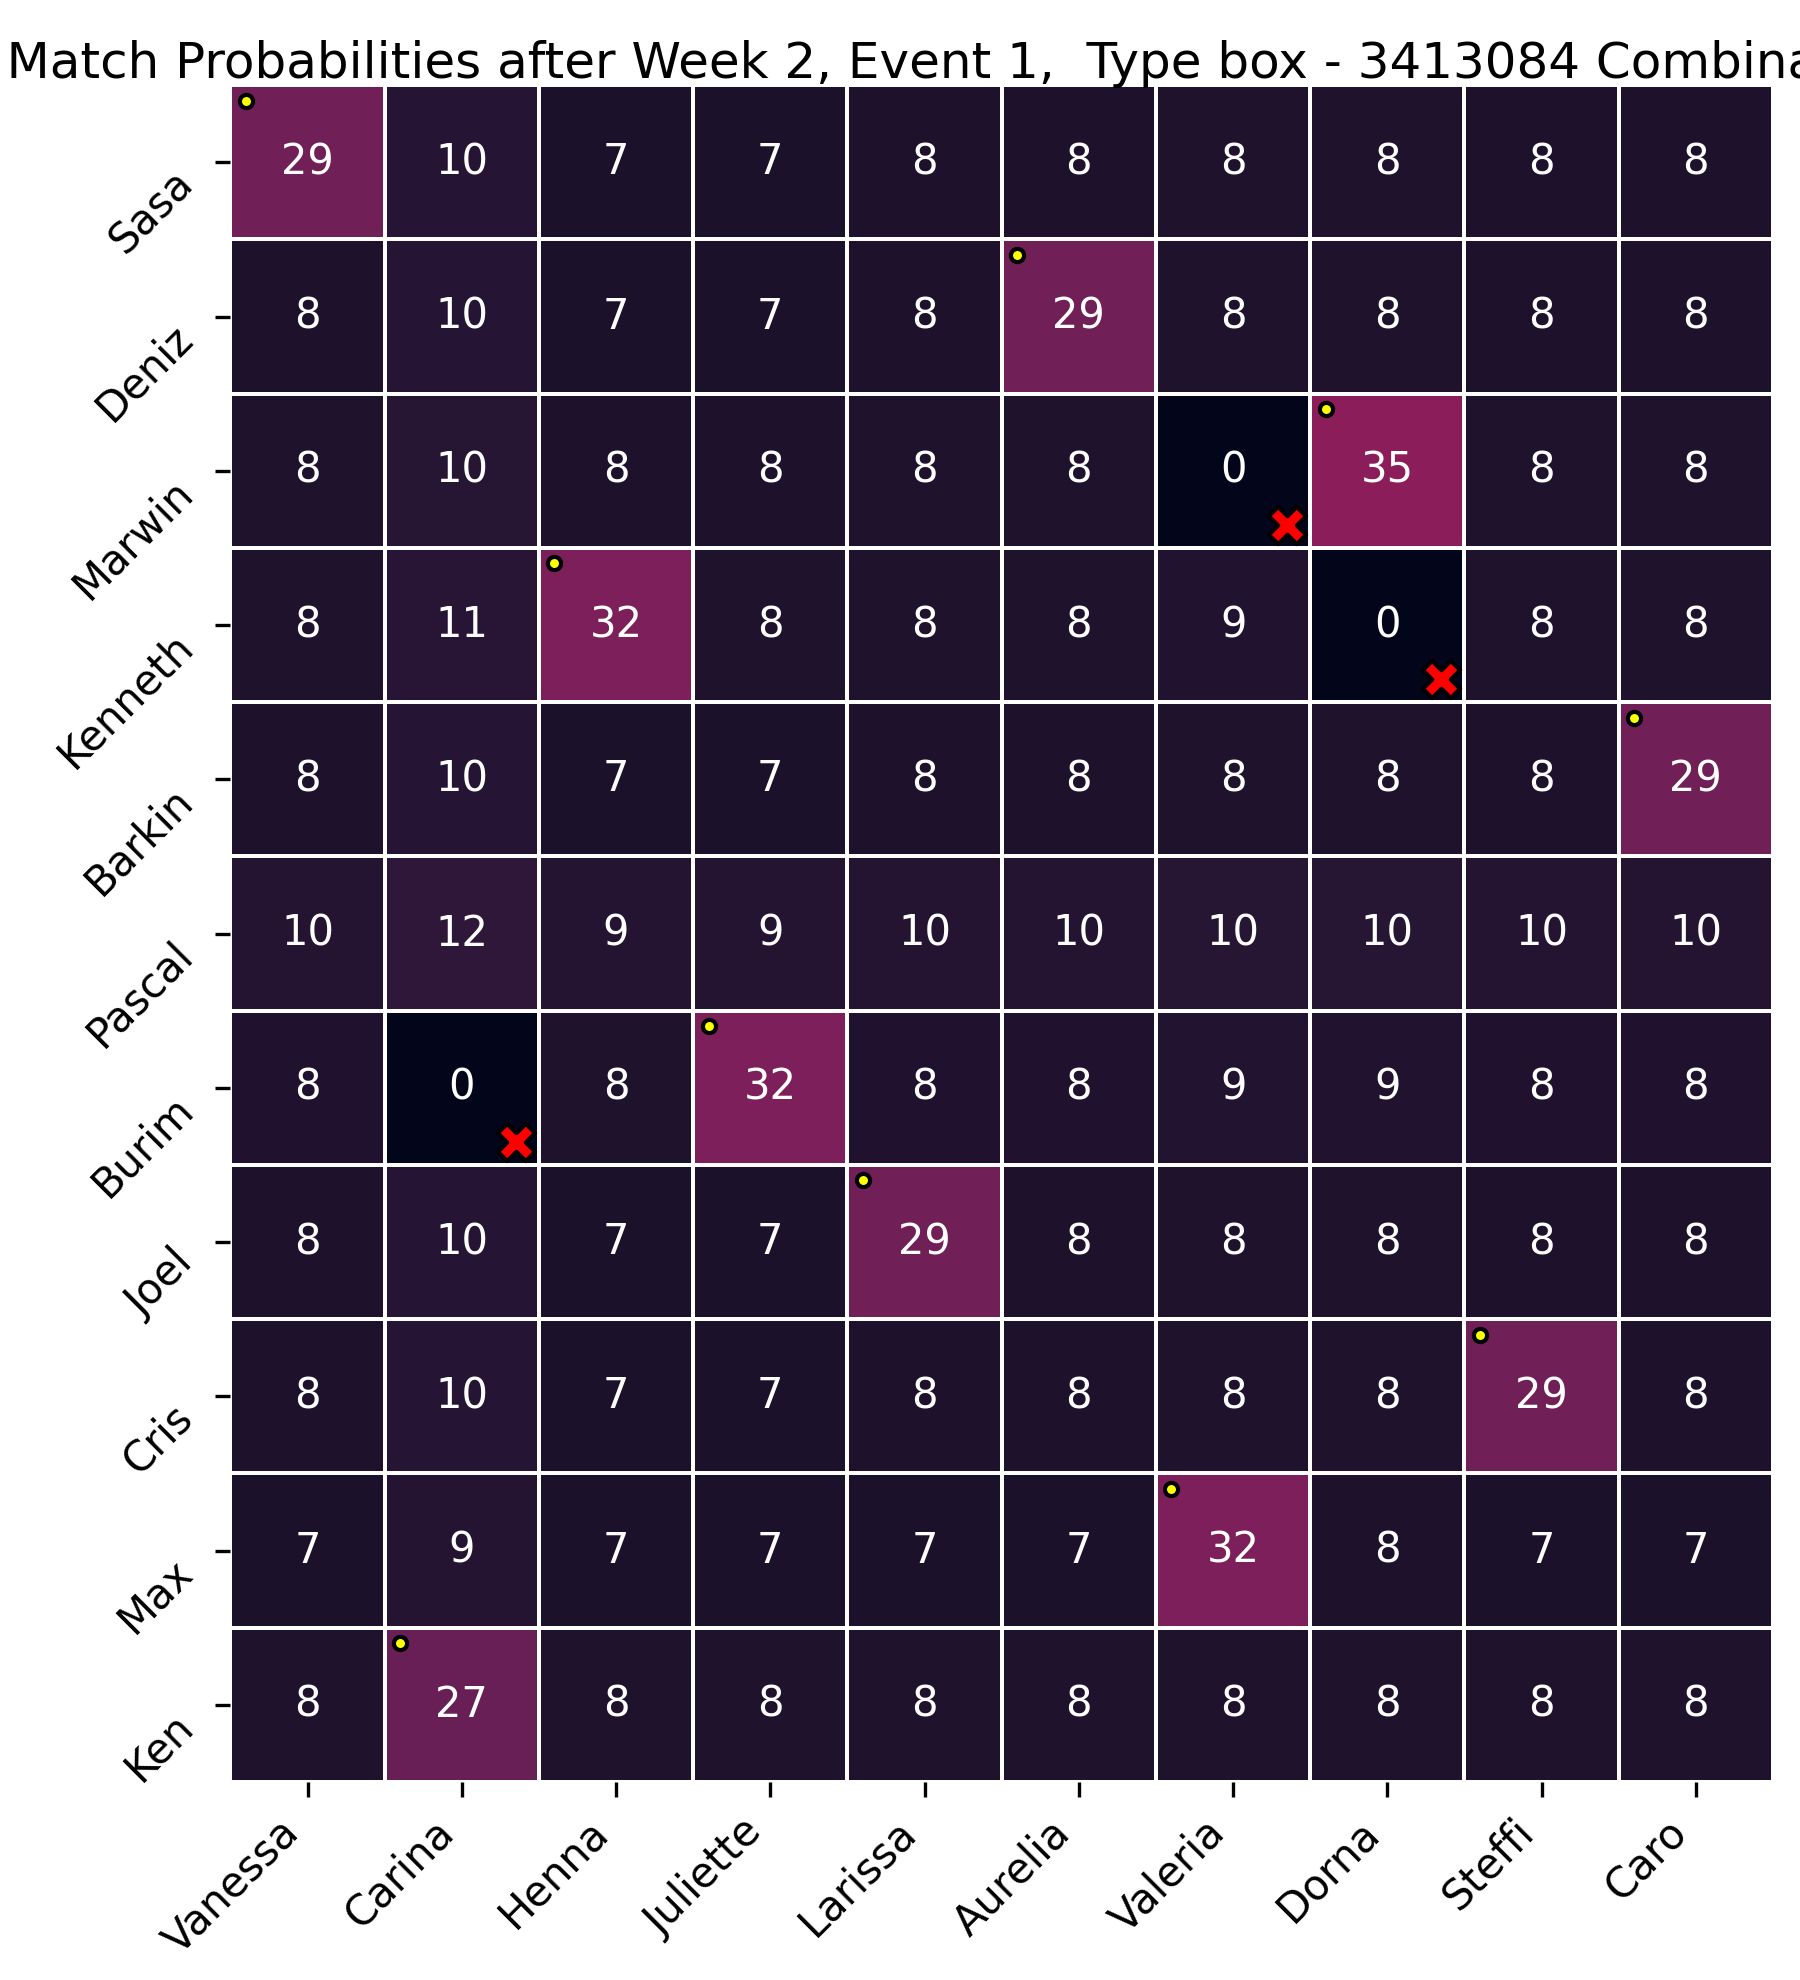 Match Probabilities after Week 2, Event 1,  Type box - 3413084 Combina
Sasa 29 10 7 7 8 8 8 8 8 8
Deniz 8 10 7 7 8 29 8 8 8 8
Marwin 8 10 8 8 8 8 0 35 8 8
Kenneth 8 11 32 8 8 8 9 0 8 8
Barkin 8 10 7 7 8 8 8 8 8 29
Pascal 10 12 9 9 10 10 10 10 10 10
Burim 8 0 8 32 8 8 9 9 8 8
Joel 8 10 7 7 29 8 8 8 8 8
Cris 8 10 7 7 8 8 8 8 29 8
Max 7 9 7 7 7 7 32 8 7 7
Ken 8 27 8 8 8 8 8 8 8 8
Vanessa Carina Henna Juliette Larissa Aurelia Valeria Dorna Steffi Caro